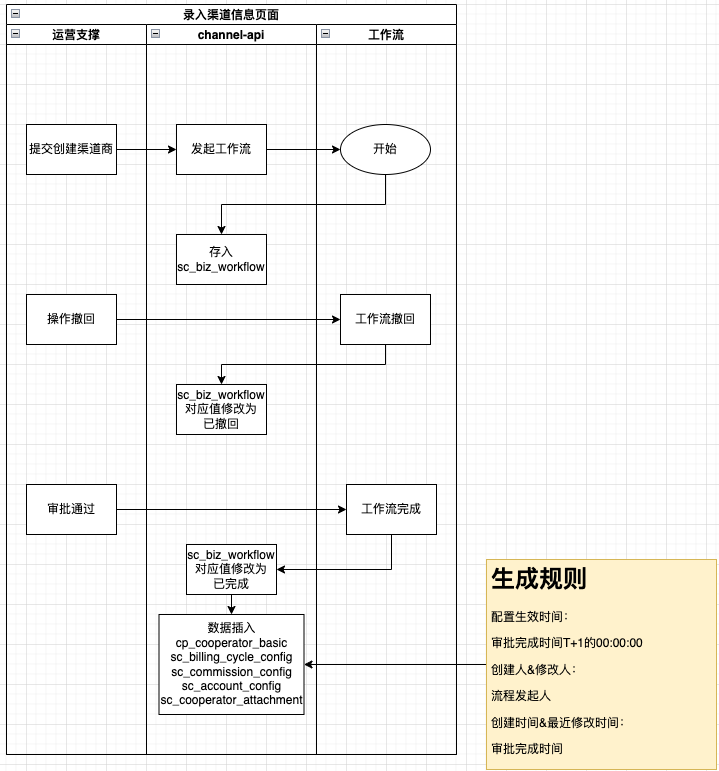 录入渠道信息页面
运营支撑
channel-api
工作流
提交创建渠道商
发起工作流
开始
存入
sc_biz_workflow
操作撤回
工作流撤回
sc_biz_workflow
对应值修改为
已撤回
审批通过
工作流完成
sc_biz_workflow
对应值修改为
已完成
数据插入
cp_cooperator_basic
sc_billing_cycle_config
sc_commission_config
sc_account_config
sc_cooperator_attachment
生成规则
配置生效时间：
审批完成时间T+1的00:00:00
创建人&修改人：
流程发起人
创建时间&最近修改时间：
审批完成时间